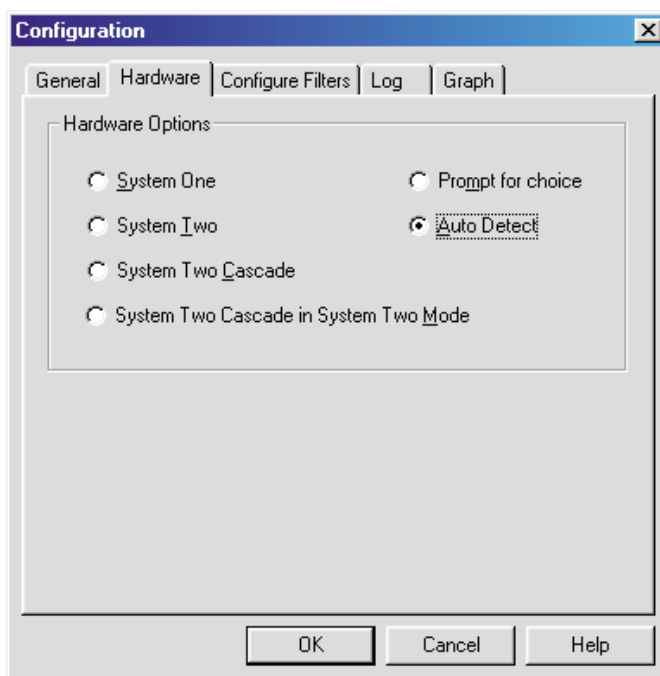 Configuration
General Hardware Configure Filters Log Graph
Hardware Options
System One Prompt for choice
System Two Auto Detect
System Two Cascade
System Two Cascade in System Two Mode
OK Cancel Help